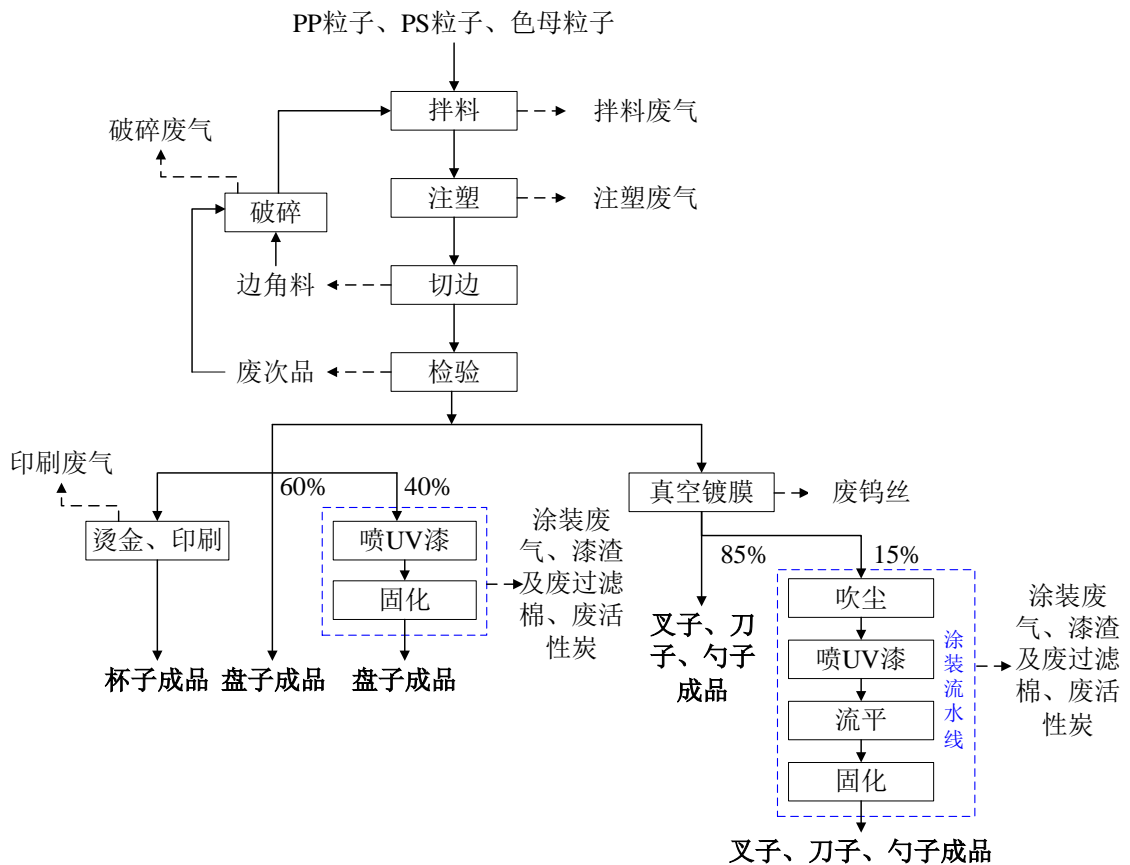 PP粒子、PS粒子、色母粒子
拌料
拌料废气
破碎废气
注塑
注塑废气
破碎
边角料
切边
废次品
检验
印刷废气
60%
40%
真空镀膜
废钨丝
烫金、印刷
喷UV漆
固化
涂装废
气、漆渣
及废过滤
棉、废活
性炭
85%
15%
杯子成品
盘子成品
盘子成品
叉子、刀
子、勺子
成品
吹尘
喷UV漆
流平
固化
涂装流水线
涂装废
气、漆渣
及废过滤
棉、废活
性炭
叉子、刀子、勺子成品